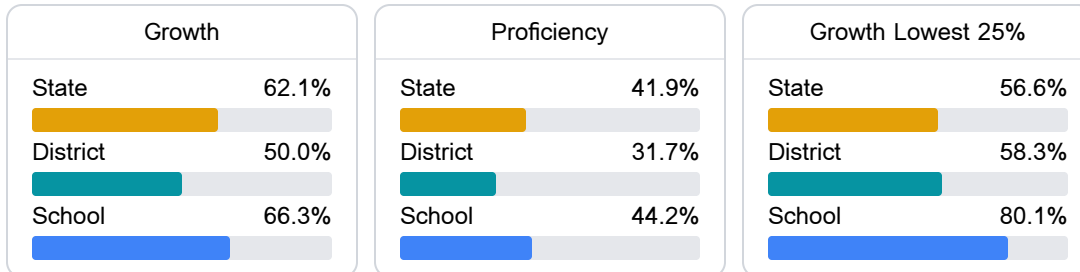 Growth
State 62.1%
District 50.0%
School 66.3%
Proficiency
State 41.9%
District 31.7%
School 44.2%
Growth Lowest 25%
State 56.6%
District 58.3%
School 80.1%